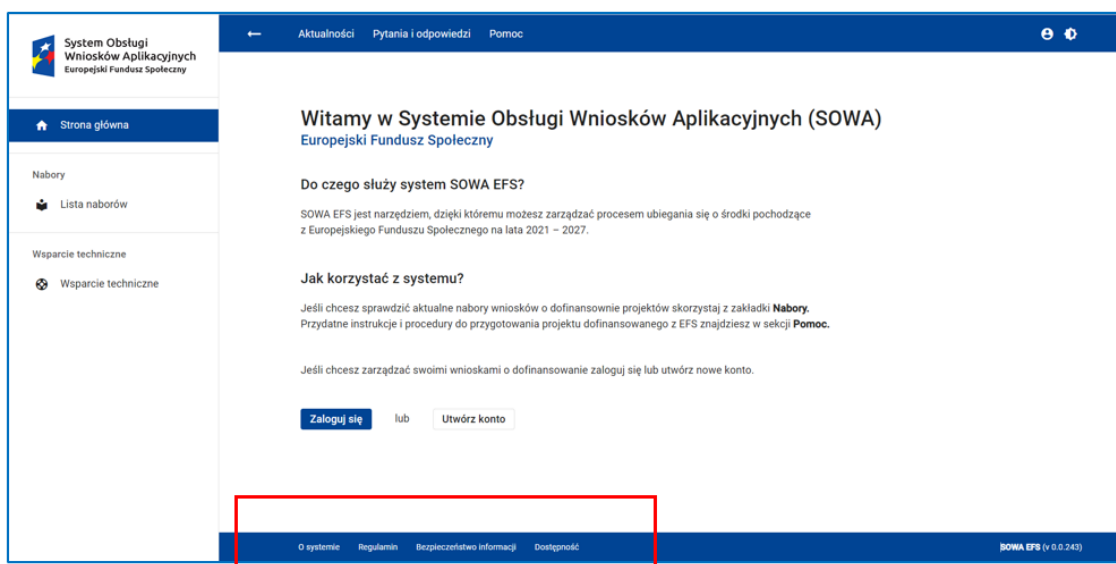 System Obsługi
Wniosków Aplikacyjnych
Europejski Fundusz Społeczny
Aktualności Pytania i odpowiedzi Pomoc
Strona główna
Nabory
Lista naborów
Wsparcie techniczne
Wsparcie techniczne
Witamy w Systemie Obsługi Wniosków Aplikacyjnych (SOWA)
Europejski Fundusz Społeczny
Do czego służy system SOWA EFS?
SOWA EFS jest narzędziem, dzięki któremu możesz zarządzać procesem ubiegania się o środki pochodzące
z Europejskiego Funduszu Społecznego na lata 2021 – 2027.
Jak korzystać z systemu?
Jeśli chcesz sprawdzić aktualne nabory wniosków o dofinansownie projektów skorzystaj z zakładki Nabory.
Przydatne instrukcje i procedury do przygotowania projektu dofinansowanego z EFS znajdziesz w sekcji Pomoc.
Jeśli chcesz zarządzać swoimi wnioskami o dofinansowanie zaloguj się lub utwórz nowe konto.
Zaloguj się lub Utwórz konto
O systemie Regulamin Bezpieczeństwo informacji Dostępność SOWA EFS (v 0.0.243)